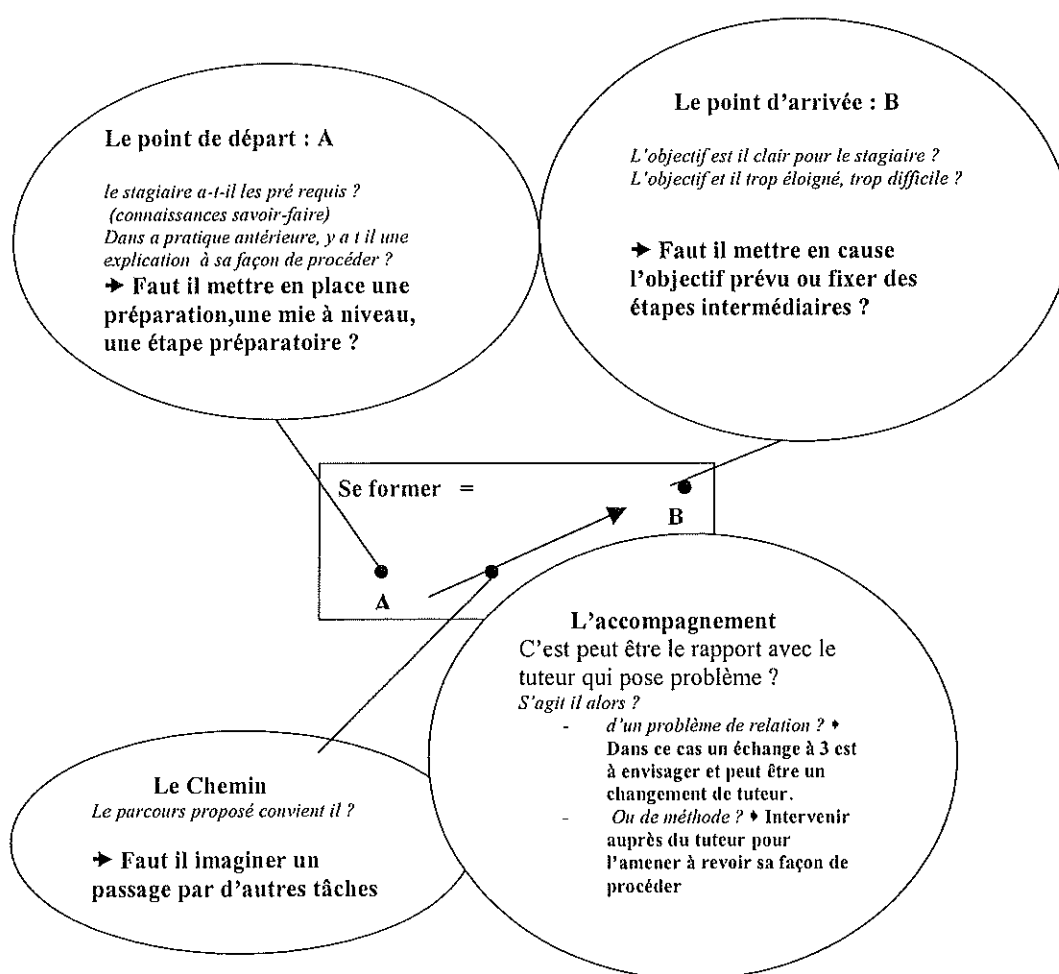 Le point de départ : A
le stagiaire a-t-il les pré requis ?
(connaissances savoir-faire)
Dans a pratique antérieure, y a t il une
explication à sa façon de procéder ?
➔ Faut il mettre en place une
préparation,une mie à niveau,
une étape préparatoire ?
Le point d'arrivée : B
L'objectif est il clair pour le stagiaire ?
L'objectif et il trop éloigné, trop difficile ?
➔ Faut il mettre en cause
l'objectif prévu ou fixer des
étapes intermédiaires ?
Se former =
B
A
L'accompagnement
C'est peut être le rapport avec le
tuteur qui pose problème ?
S'agit il alors ?
- d'un problème de relation ? ♦
Dans ce cas un échange à 3 est
à envisager et peut être un
changement de tuteur.
- Ou de méthode ? ♦ Intervenir
auprès du tuteur pour
l'amener à revoir sa façon de
procéder
Le Chemin
Le parcours proposé convient il ?
➔ Faut il imaginer un
passage par d'autres tâches